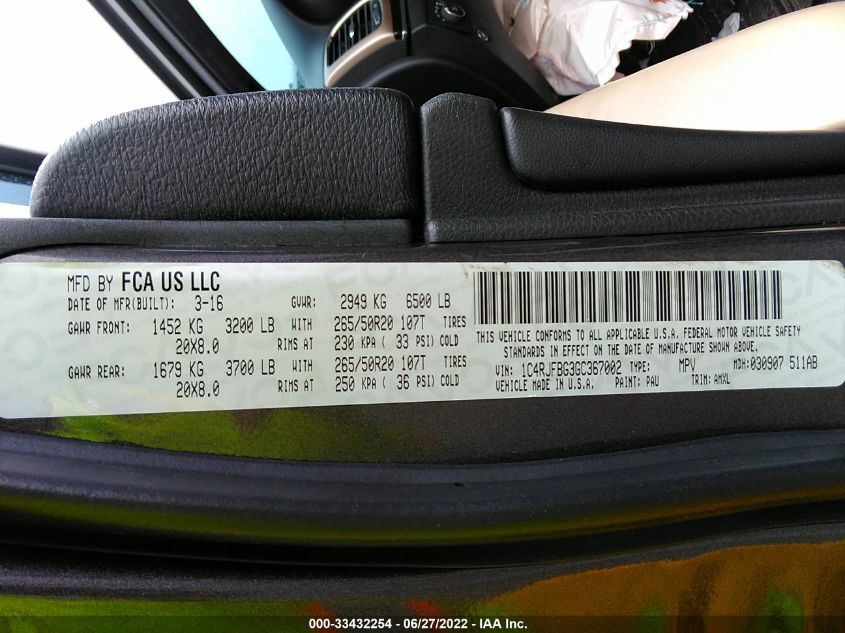 MFD BY FCA US LLC
DATE OF MFR(BUILT): 3-16 GVWR: 2949 KG 6500 LB
GAWR FRONT: 1452 KG 3200 LB WITH 265/50R20 107T TIRES
20X8.0 RIMS AT 230 KPA ( 33 PSI) COLD
GAWR REAR: 1679 KG 3700 LB WITH 265/50R20 107T TIRES
20X8.0 RIMS AT 250 KPA ( 36 PSI) COLD
THIS VEHICLE CONFORMS TO ALL APPLICABLE U.S.A. FEDERAL MOTOR VEHICLE SAFETY
STANDARDS IN EFFECT ON THE DATE OF MANUFACTURE SHOWN ABOVE.
VIN: 1C4RJFBG3GC367002 TYPE: MPV MDH: 030907 511AB
PAINT: PAU TRIM: AMXL
000-33432254 - 06/27/2022 - IAA Inc.